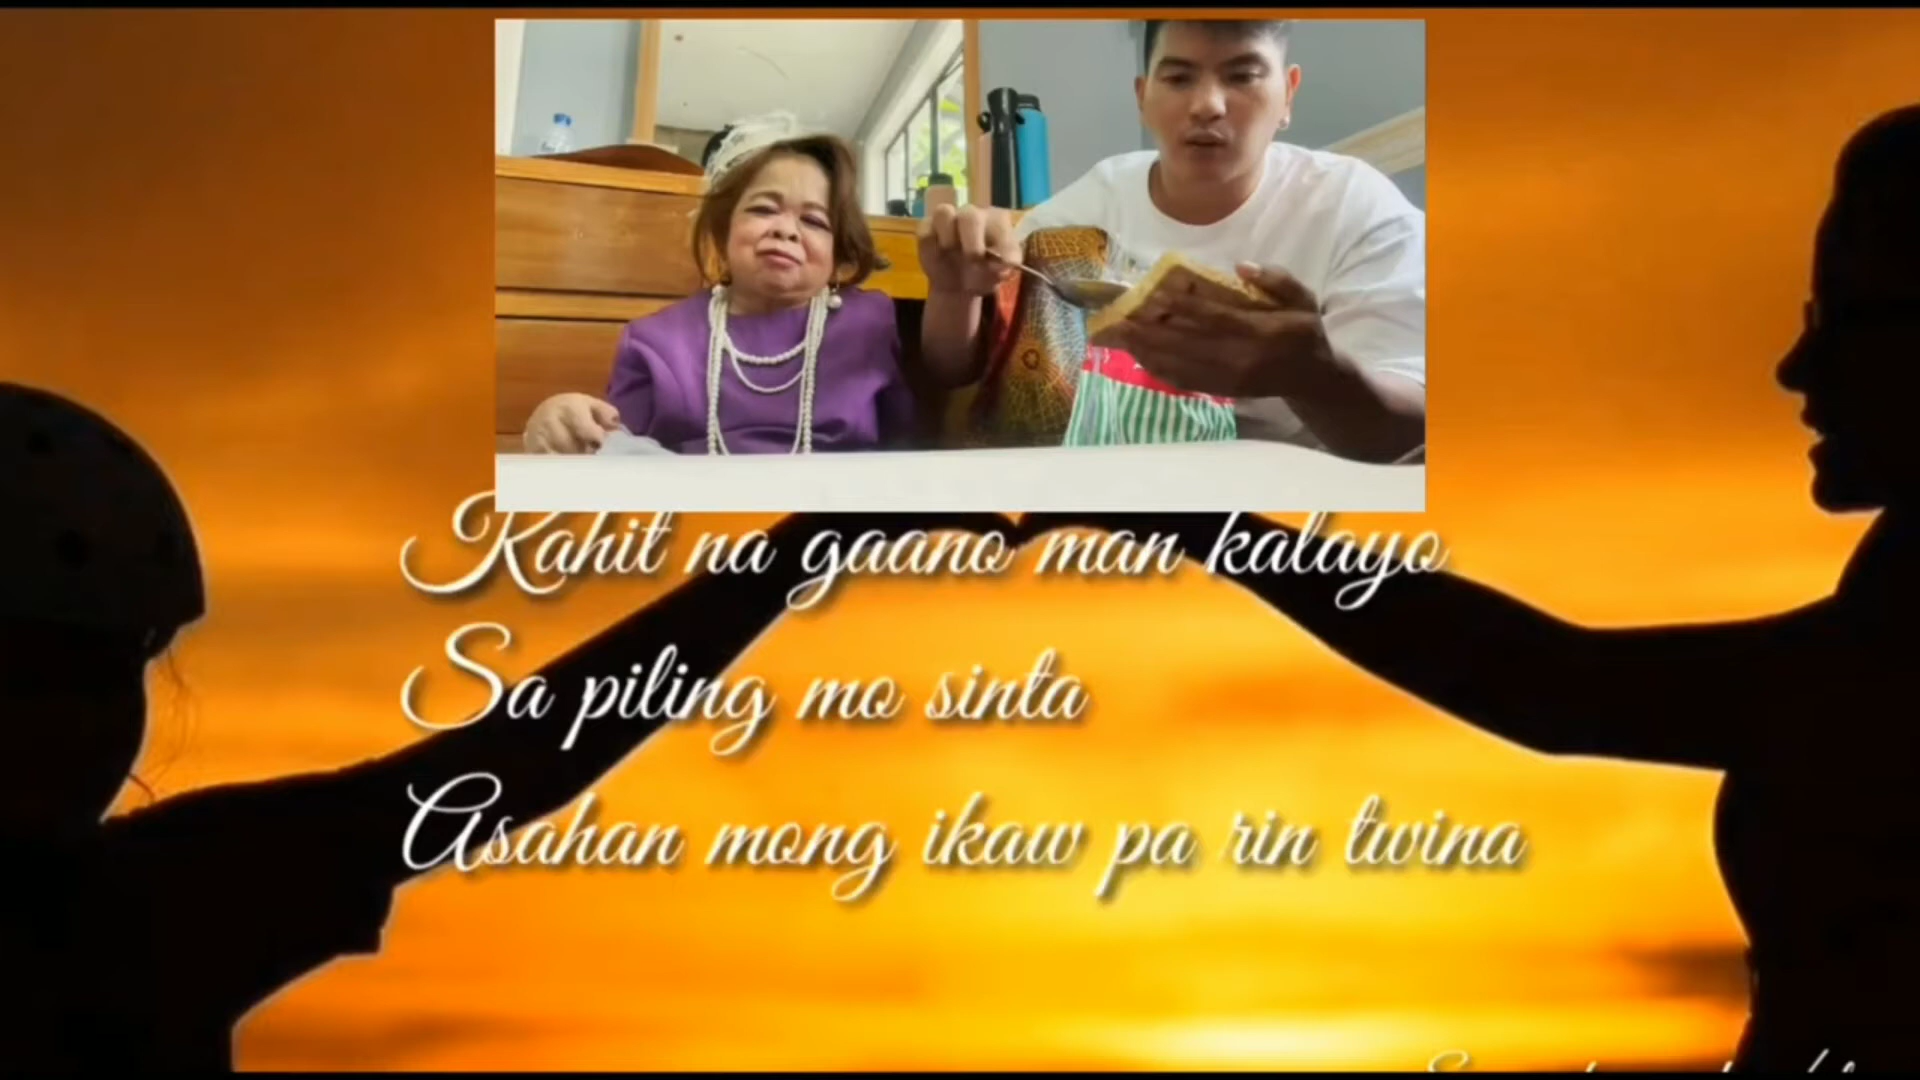 Kahit na gaano man kalayo
Sa piling mo sinta
Asahan mong ikaw pa rin twina